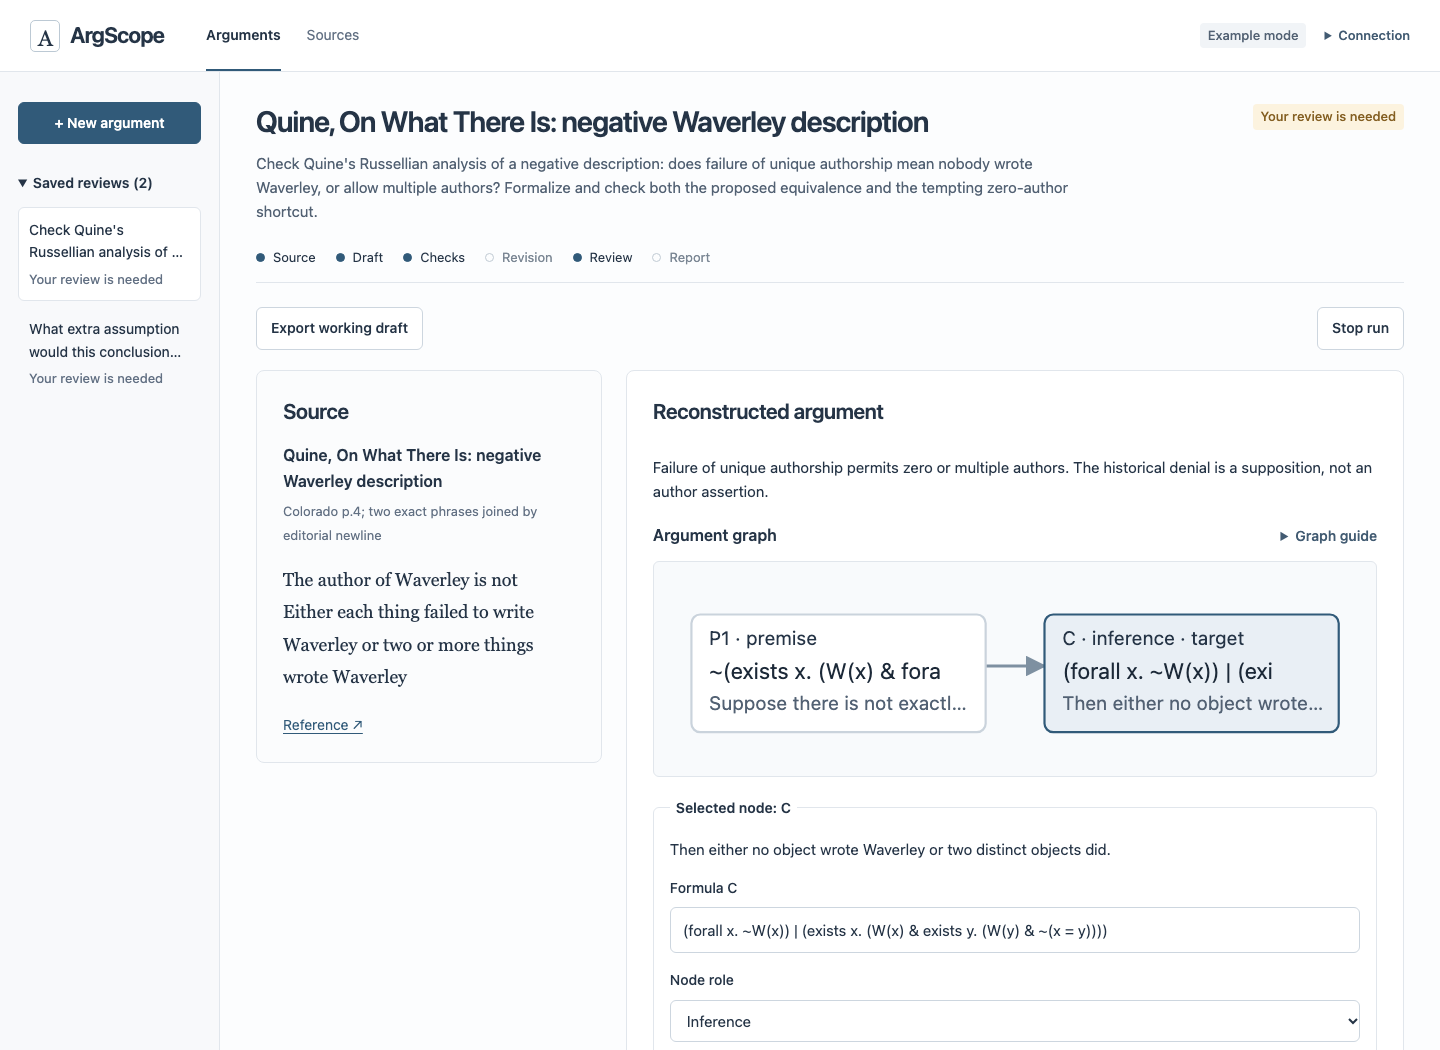 A ArgScope
Arguments
Sources
Example mode
Connection
+ New argument
Saved reviews (2)
Check Quine's
Russellian analysis of ...
Your review is needed
What extra assumption
would this conclusion...
Your review is needed
Quine, On What There Is: negative Waverley description
Your review is needed
Check Quine's Russellian analysis of a negative description: does failure of unique authorship mean nobody wrote
Waverley, or allow multiple authors? Formalize and check both the proposed equivalence and the tempting zero-author
shortcut.
Source
Draft
Checks
Revision
Review
Report
Export working draft
Stop run
Source
Quine, On What There Is: negative
Waverley description
Colorado p.4; two exact phrases joined by
editorial newline
The author of Waverley is not
Either each thing failed to write
Waverley or two or more things
wrote Waverley
Reference ↗
Reconstructed argument
Failure of unique authorship permits zero or multiple authors. The historical denial is a supposition, not an
author assertion.
Argument graph
Graph guide
P1 · premise
~(exists x. (W(x) & fora
Suppose there is not exactl...
C · inference · target
(forall x. ~W(x)) | (exi
Then either no object wrote...
Selected node: C
Then either no object wrote Waverley or two distinct objects did.
Formula C
(forall x. ~W(x)) | (exists x. (W(x) & exists y. (W(y) & ~(x = y))))
Node role
Inference